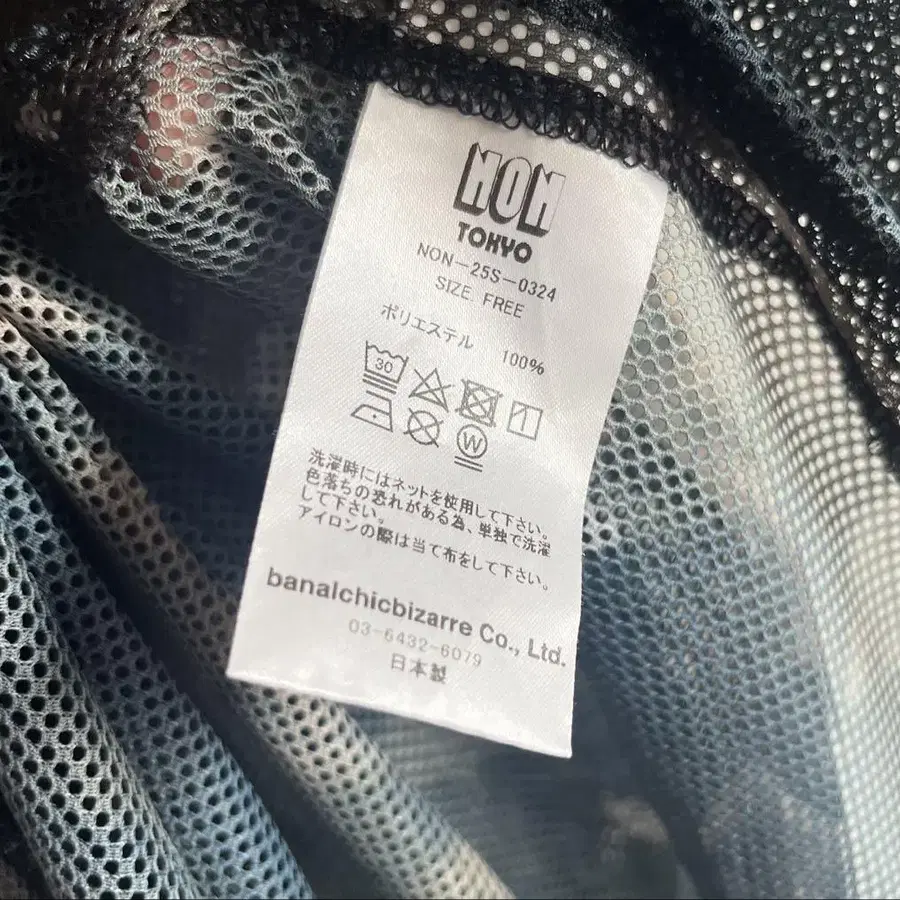 NON
TOKYO
NON-25S-0324
SIZE FREE
ポリエステル 100%
30
W
洗濯時にはネットを使用して下さい。
色落ちの恐れがある為、単独で洗濯
して下さい。
アイロンの際は当て布をして下さい。
banalchicbizarre Co., Ltd.
03-6432-6079
日本製